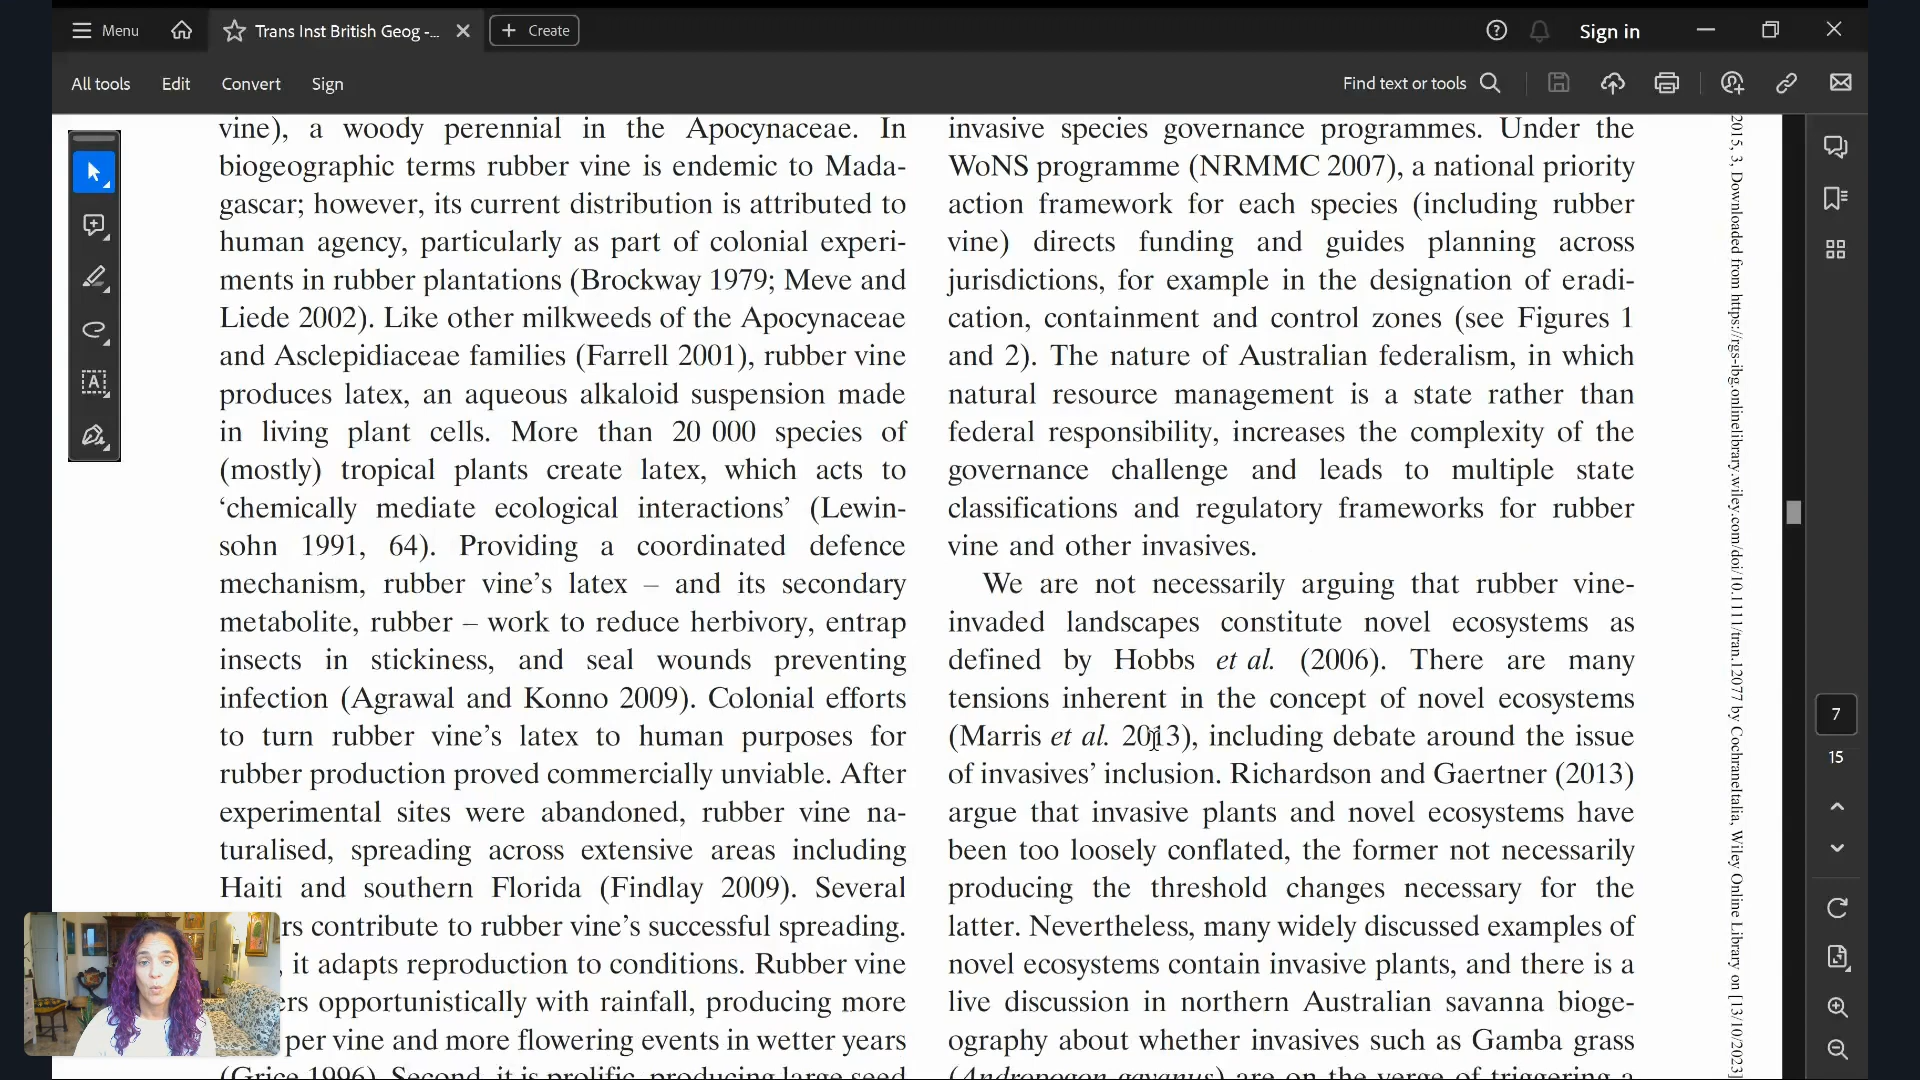 Menu
Trans Inst British Geog -...
Create
Sign in
All tools
Edit
Convert
Sign
Find text or tools
vine), a woody perennial in the Apocynaceae. In
biogeographic terms rubber vine is endemic to Mada-
gascar; however, its current distribution is attributed to
human agency, particularly as part of colonial experi-
ments in rubber plantations (Brockway 1979; Meve and
Liede 2002). Like other milkweeds of the Apocynaceae
and Asclepidiaceae families (Farrell 2001), rubber vine
produces latex, an aqueous alkaloid suspension made
in living plant cells. More than 20 000 species of
(mostly) tropical plants create latex, which acts to
‘chemically mediate ecological interactions’ (Lewin-
sohn 1991, 64). Providing a coordinated defence
mechanism, rubber vine’s latex – and its secondary
metabolite, rubber – work to reduce herbivory, entrap
insects in stickiness, and seal wounds preventing
infection (Agrawal and Konno 2009). Colonial efforts
to turn rubber vine’s latex to human purposes for
rubber production proved commercially unviable. After
experimental sites were abandoned, rubber vine na-
turalised, spreading across extensive areas including
Haiti and southern Florida (Findlay 2009). Several
rs contribute to rubber vine’s successful spreading.
it adapts reproduction to conditions. Rubber vine
ers opportunistically with rainfall, producing more
per vine and more flowering events in wetter years
(Grice 1996). Second, it is prolific, producing large seed
invasive species governance programmes. Under the
WoNS programme (NRMMC 2007), a national priority
action framework for each species (including rubber
vine) directs funding and guides planning across
jurisdictions, for example in the designation of eradi-
cation, containment and control zones (see Figures 1
and 2). The nature of Australian federalism, in which
natural resource management is a state rather than
federal responsibility, increases the complexity of the
governance challenge and leads to multiple state
classifications and regulatory frameworks for rubber
vine and other invasives.
We are not necessarily arguing that rubber vine-
invaded landscapes constitute novel ecosystems as
defined by Hobbs et al. (2006). There are many
tensions inherent in the concept of novel ecosystems
(Marris et al. 2013), including debate around the issue
of invasives’ inclusion. Richardson and Gaertner (2013)
argue that invasive plants and novel ecosystems have
been too loosely conflated, the former not necessarily
producing the threshold changes necessary for the
latter. Nevertheless, many widely discussed examples of
novel ecosystems contain invasive plants, and there is a
live discussion in northern Australian savanna bioge-
ography about whether invasives such as Gamba grass
(Andropogon gayanus) are on the verge of triggering a
2015, 3, Downloaded from https://rgs-ibg.onlinelibrary.wiley.com/doi/10.1111/tran.12077 by CochraneItalia, Wiley Online Library on [13/10/2023]
7
15